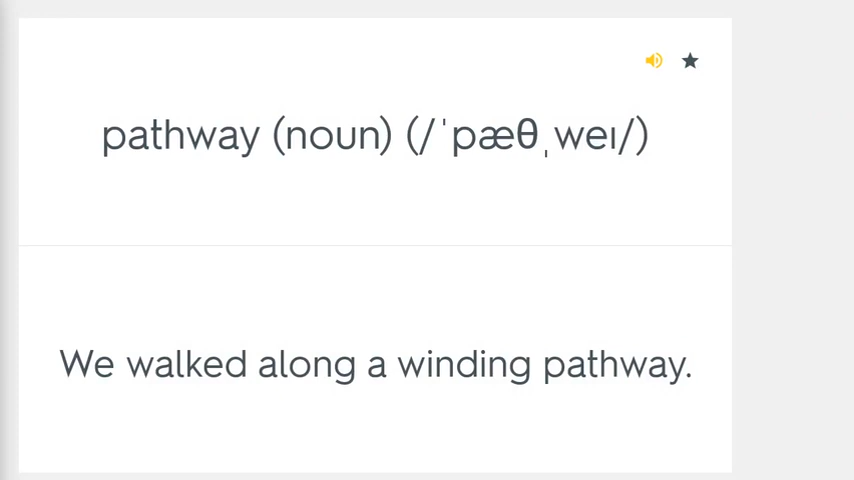 pathway (noun) (/ˈpæθˌweɪ/)
We walked along a winding pathway.